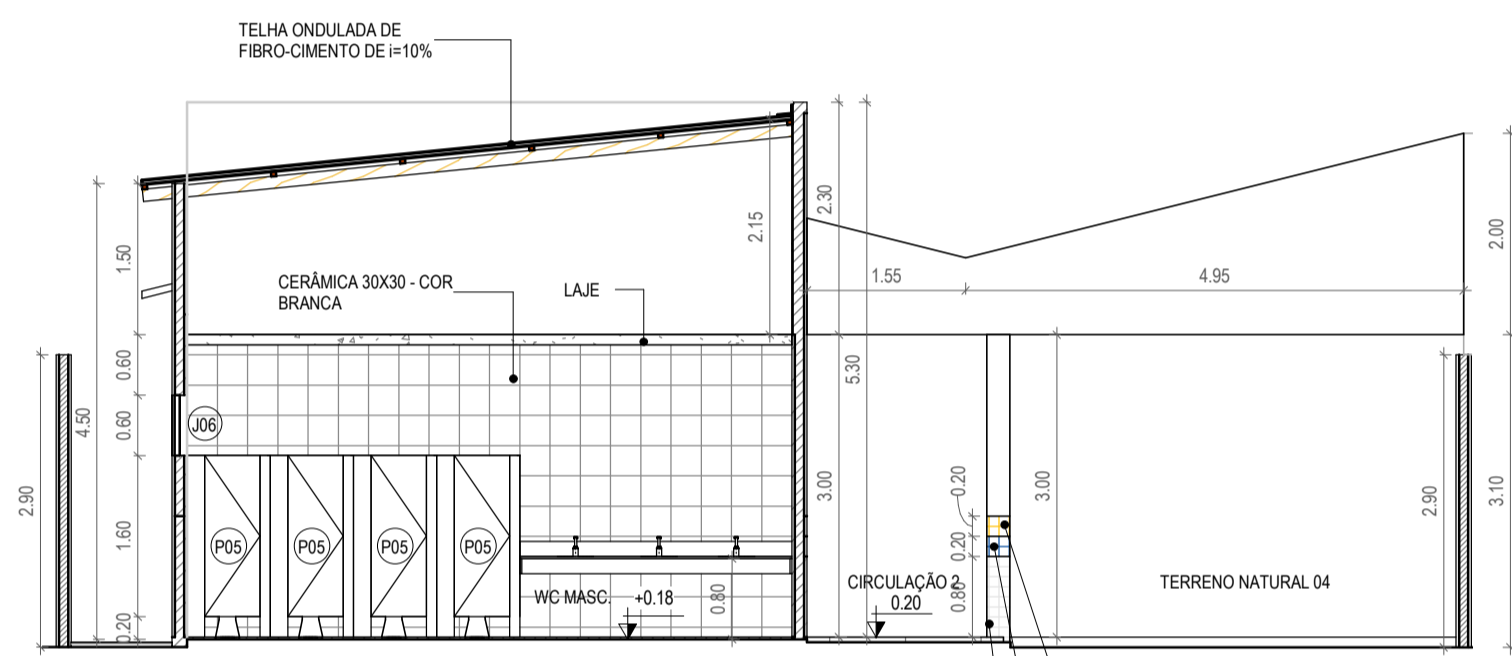 TELHA ONDULADA DE
FIBRO-CIMENTO DE i=10%
2.30
2.15
2.00
1.50
CERÂMICA 30X30 - COR
BRANCA
LAJE
1.55
4.95
0.60
5.30
4.50
0.60
J06
2.90
3.00
0.20
3.00
2.90
3.10
1.60
P05
P05
P05
P05
0.20
CIRCULAÇÃO 2
0.20
TERRENO NATURAL 04
WC MASC.
+0.18
0.80
0.80
0.20